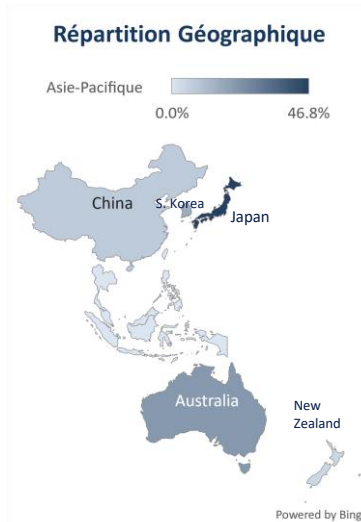 Répartition Géographique
Asie-Pacifique
0.0% 46.8%
China
S. Korea
Japan
Australia
New
Zealand
Powered by Bing